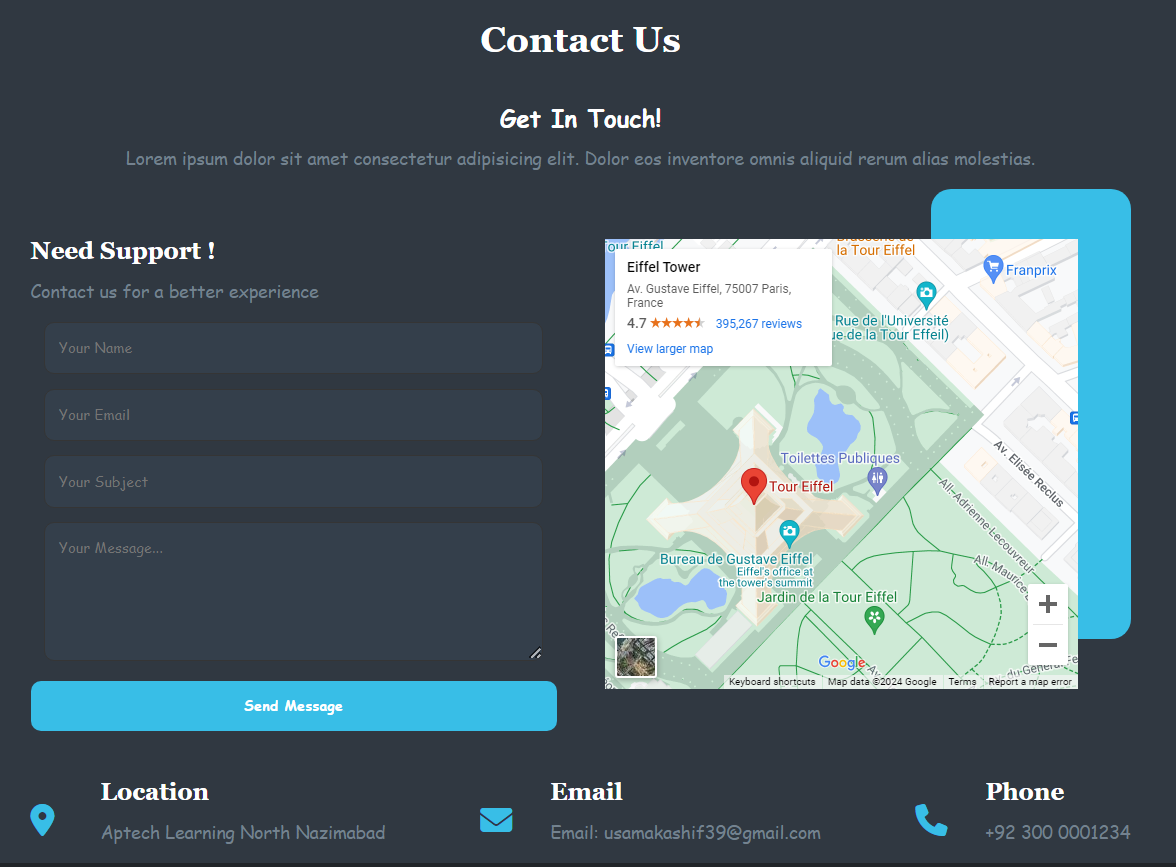 Contact Us
Get In Touch!
Lorem ipsum dolor sit amet consectetur adipisicing elit. Dolor eos inventore omnis aliquid rerum alias molestias.
Need Support !
Contact us for a better experience
Your Name
Your Email
Your Subject
Your Message...
Send Message
Tour Eiffel
Eiffel Tower
Av. Gustave Eiffel, 75007 Paris,
France
4.7 395,267 reviews
View larger map
Brasserie de
la Tour Eiffel
Franprix
Rue de l'Université
ue de la Tour Effeil)
Toilettes Publiques
Av. Elisée Reclus
Tour Eiffel
All. Adrienne-Lecouvreur
Bureau de Gustave Eiffel
Eiffel's office at
the tower's summit
All. Maurice
Jardin de la Tour Eiffel
Google
Keyboard shortcuts
Map data ©2024 Google
Terms
Report a map error
Location
Aptech Learning North Nazimabad
Email
Email: usamakashif39@gmail.com
Phone
+92 300 0001234